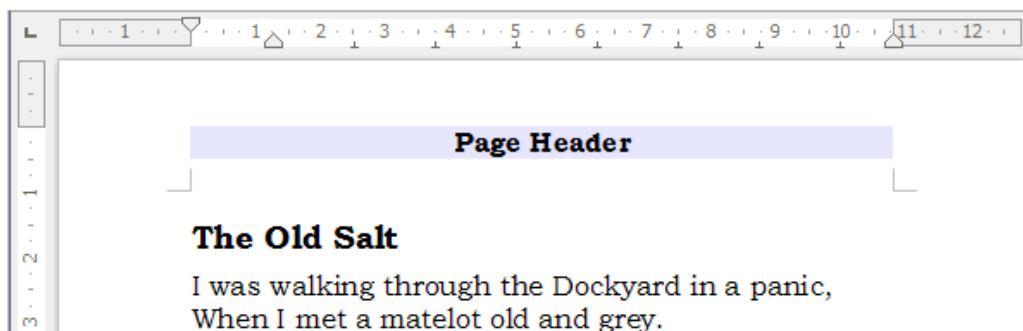 1 1 2 3 4 5 6 7 8 9 10 11 12
Page Header
1
The Old Salt
2
I was walking through the Dockyard in a panic,
3
When I met a matelot old and grey.